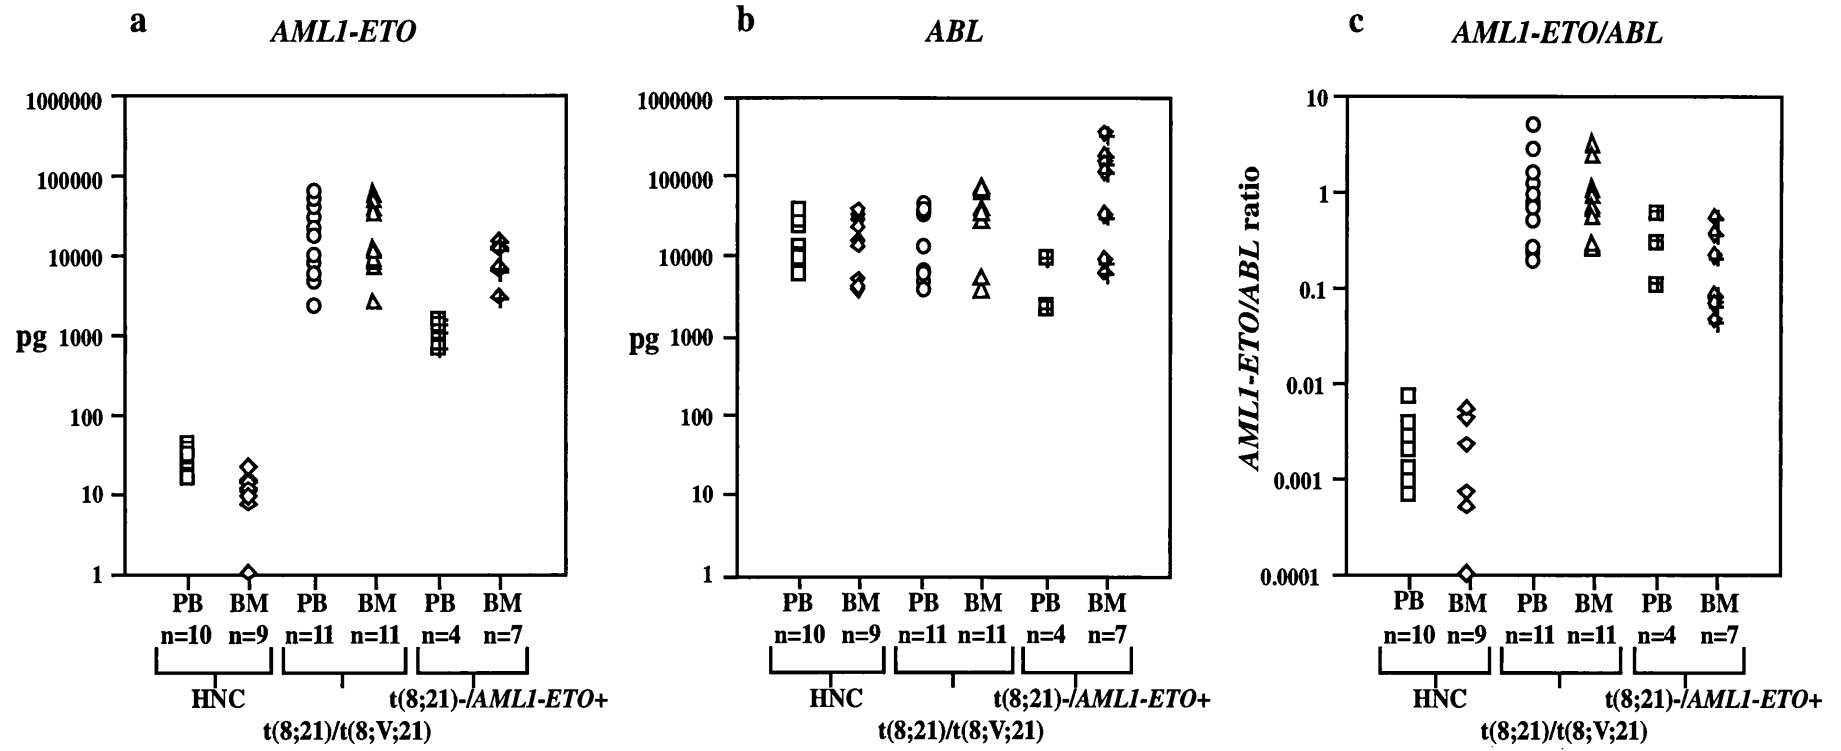 a
AML1-ETO
1000000
100000
10000
pg 1000
100
10
1
PB BM PB BM PB BM
n=10 n=9 n=11 n=11 n=4 n=7
HNC
t(8;21)-/AML1-ETO+
t(8;21)/t(8;V;21)
b
ABL
1000000
100000
10000
pg 1000
100
10
1
PB BM PB BM PB BM
n=10 n=9 n=11 n=11 n=4 n=7
HNC
t(8;21)-/AML1-ETO+
t(8;21)/t(8;V;21)
c
AML1-ETO/ABL
AML1-ETO/ABL ratio
10
1
0.1
0.01
0.001
0.0001
PB BM PB BM PB BM
n=10 n=9 n=11 n=11 n=4 n=7
HNC
t(8;21)-/AML1-ETO+
t(8;21)/t(8;V;21)